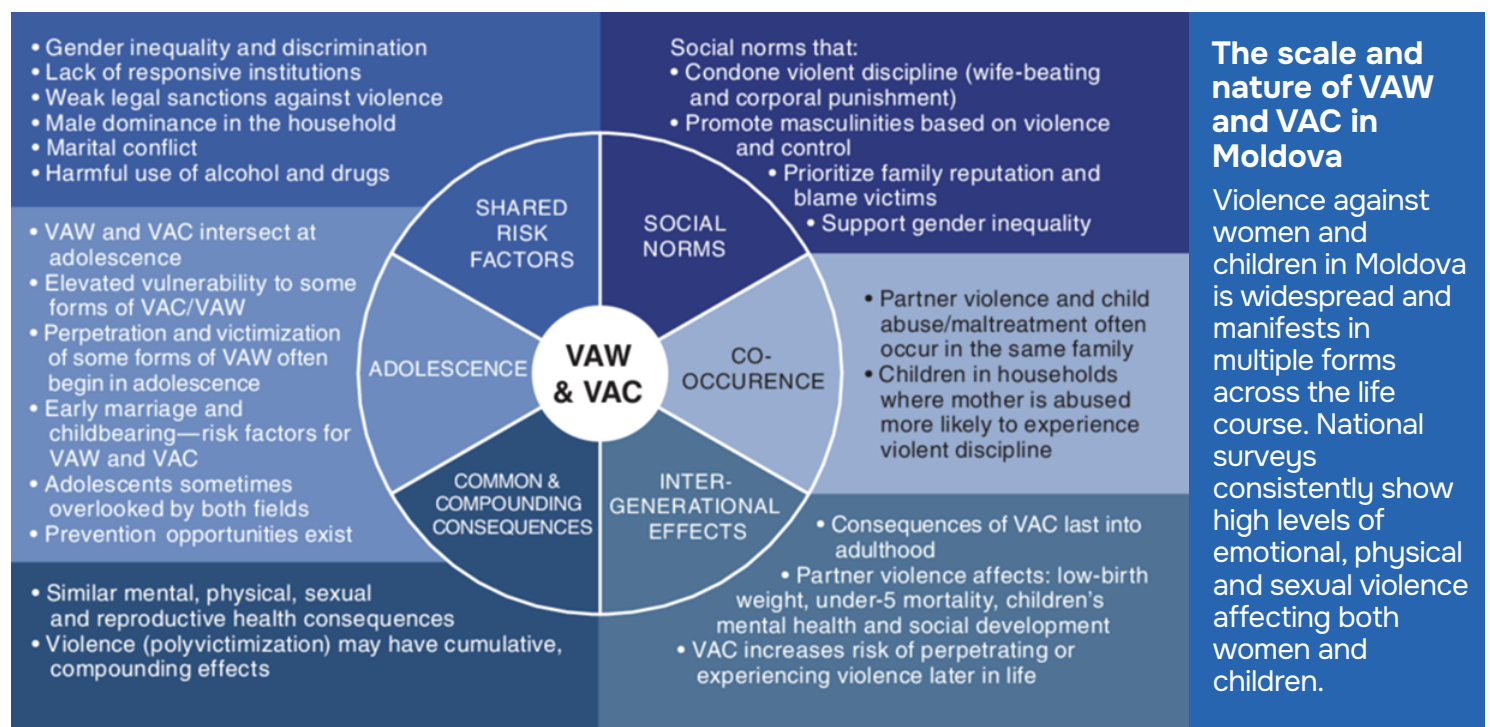 • Gender inequality and discrimination
• Lack of responsive institutions
• Weak legal sanctions against violence
• Male dominance in the household
• Marital conflict
• Harmful use of alcohol and drugs
Social norms that:
• Condone violent discipline (wife-beating
and corporal punishment)
• Promote masculinities based on violence
and control
• Prioritize family reputation and
blame victims
• Support gender inequality
SHARED
RISK
FACTORS
SOCIAL
NORMS
• VAW and VAC intersect at
adolescence
• Elevated vulnerability to some
forms of VAC/VAW
• Perpetration and victimization
of some forms of VAW often
begin in adolescence
• Early marriage and
childbearing—risk factors for
VAW and VAC
• Adolescents sometimes
overlooked by both fields
• Prevention opportunities exist
ADOLESCENCE
VAW
& VAC
CO-
OCCURENCE
• Partner violence and child
abuse/maltreatment often
occur in the same family
• Children in households
where mother is abused
more likely to experience
violent discipline
COMMON &
COMPOUNDING
CONSEQUENCES
INTER-
GENERATIONAL
EFFECTS
• Similar mental, physical, sexual
and reproductive health consequences
• Violence (polyvictimization) may have cumulative,
compounding effects
• Consequences of VAC last into
adulthood
• Partner violence affects: low-birth
weight, under-5 mortality, children's
mental health and social development
• VAC increases risk of perpetrating or
experiencing violence later in life
The scale and
nature of VAW
and VAC in
Moldova
Violence against
women and
children in Moldova
is widespread and
manifests in
multiple forms
across the life
course. National
surveys
consistently show
high levels of
emotional, physical
and sexual violence
affecting both
women and
children.